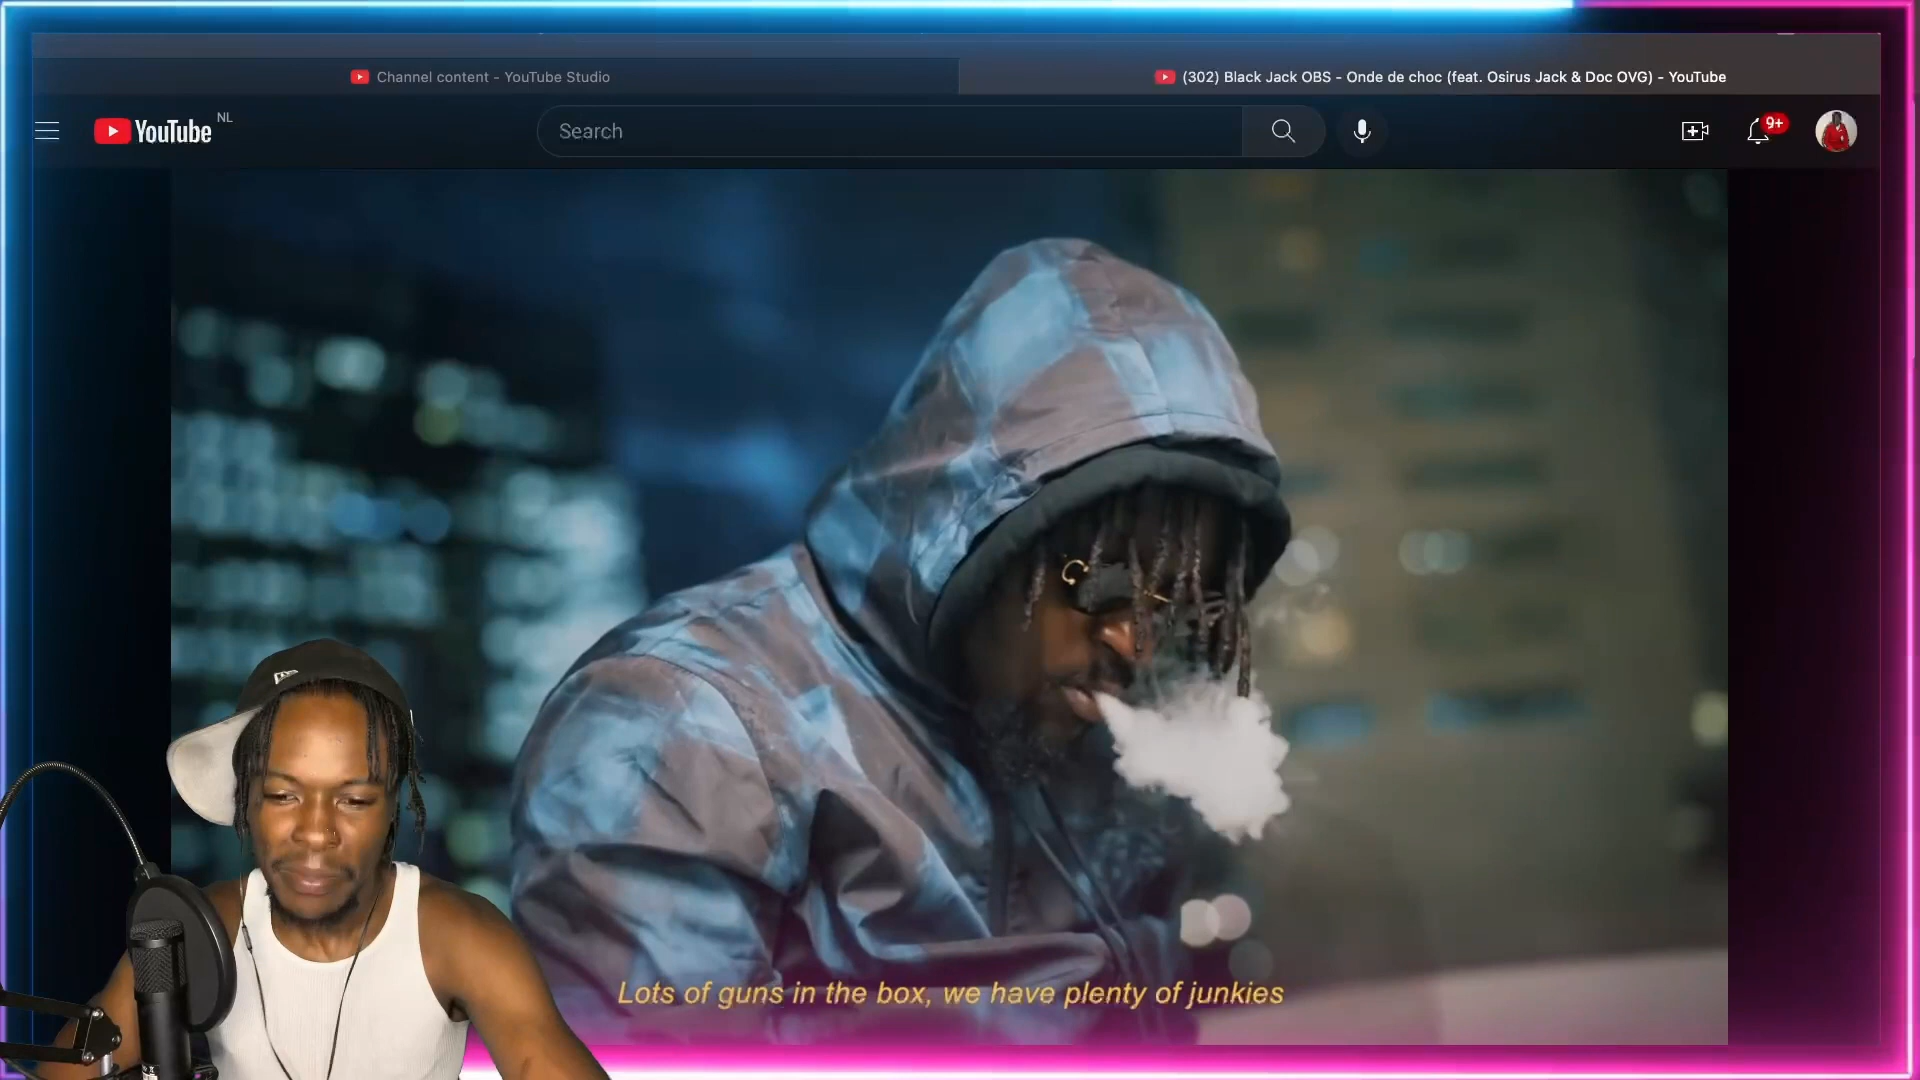 Channel content - YouTube Studio
(302) Black Jack OBS - Onde de choc (feat. Osirus Jack & Doc OVG) - YouTube
YouTube NL
Search
9+
Lots of guns in the box, we have plenty of junkies